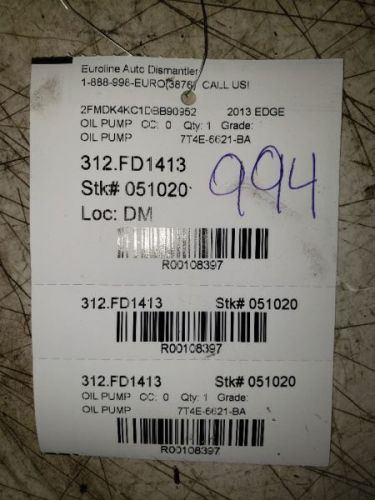 Euroline Auto Dismantler
1-888-998-EURO(3876) CALL US!
2FMDK4KC1DBB90952 2013 EDGE
OIL PUMP CC: 0 Qty: 1 Grade:
OIL PUMP 7T4E-6621-BA
312.FD1413
Stk# 051020
994
Loc: DM
R00108397
312.FD1413 Stk# 051020
R00108397
312.FD1413 Stk# 051020
OIL PUMP CC: 0 Qty: 1 Grade:
OIL PUMP 7T4E-6621-BA
R00108397